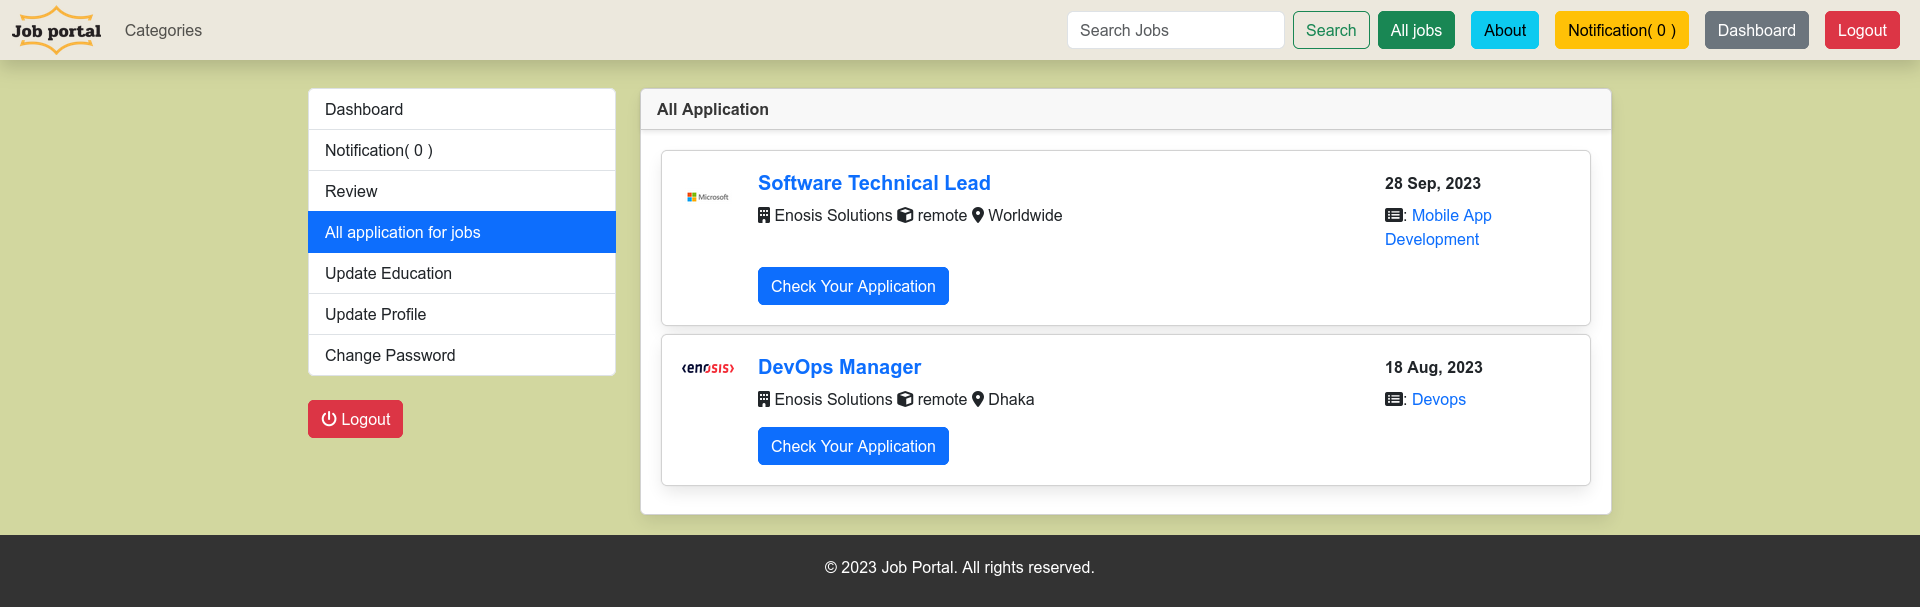 Job portal
Categories
Search Jobs
Search
All jobs
About
Notification( 0 )
Dashboard
Logout
Dashboard
Notification( 0 )
Review
All application for jobs
Update Education
Update Profile
Change Password
Logout
All Application
Microsoft
Software Technical Lead
28 Sep, 2023
Enosis Solutions remote Worldwide
: Mobile App
Development
Check Your Application
‹enosis›
DevOps Manager
18 Aug, 2023
Enosis Solutions remote Dhaka
: Devops
Check Your Application
© 2023 Job Portal. All rights reserved.